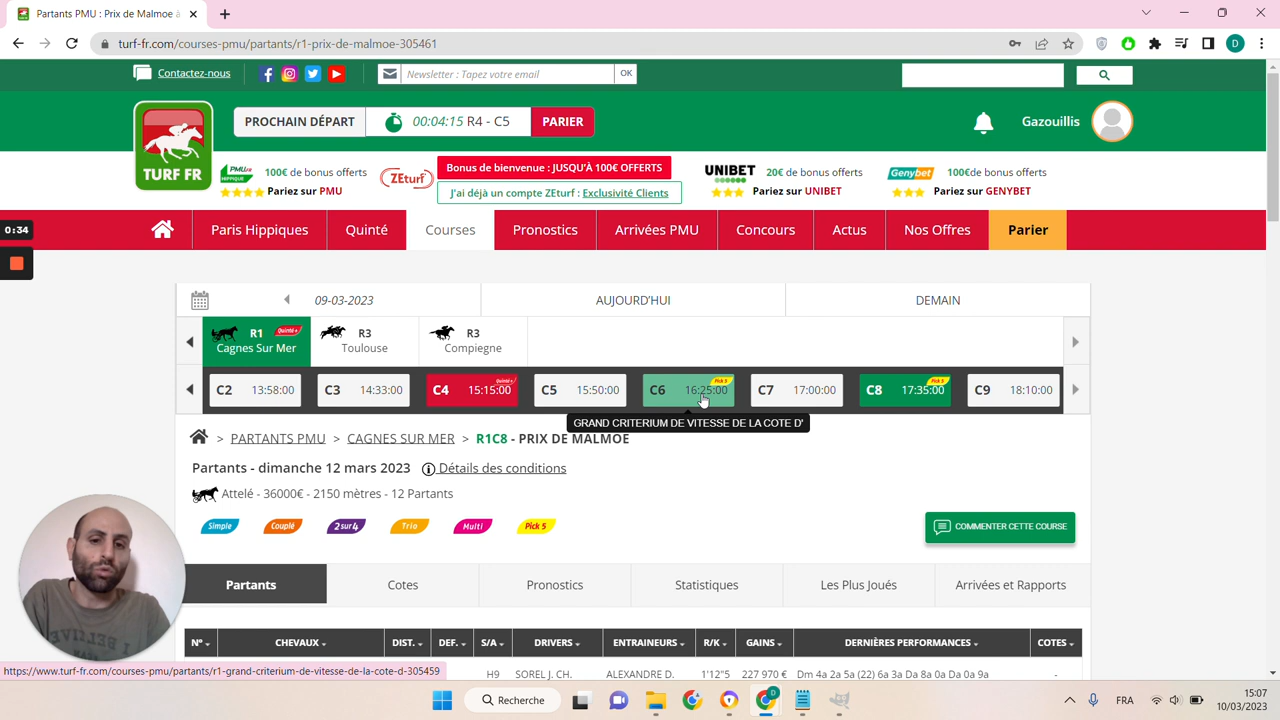 Partants PMU : Prix de Malmoe à
turf-fr.com/courses-pmu/partants/r1-prix-de-malmoe-305461
D
Contactez-nous
Newsletter : Tapez votre email
OK
TURF FR
PROCHAIN DÉPART
00:04:15 R4 - C5
PARIER
Gazouillis
PMU.fr HIPPIQUE
100€ de bonus offerts
Pariez sur PMU
ZEturf
Bonus de bienvenue : JUSQU'À 100€ OFFERTS
J'ai déjà un compte ZEturf : Exclusivité Clients
UNIBET
20€ de bonus offerts
Pariez sur UNIBET
Genybet
100€de bonus offerts
Pariez sur GENYBET
0:34
Paris Hippiques
Quinté
Courses
Pronostics
Arrivées PMU
Concours
Actus
Nos Offres
Parier
09-03-2023
AUJOURD'HUI
DEMAIN
R1 Quinté+
Cagnes Sur Mer
R3
Toulouse
R3
Compiegne
C2 13:58:00
C3 14:33:00
C4 15:15:00 Quinté+
C5 15:50:00
C6 16:25:00 Pick 5
C7 17:00:00
C8 17:35:00 Pick 5
C9 18:10:00
GRAND CRITERIUM DE VITESSE DE LA COTE D'
> PARTANTS PMU > CAGNES SUR MER > R1C8 - PRIX DE MALMOE
Partants - dimanche 12 mars 2023
Détails des conditions
Attelé - 36000€ - 2150 mètres - 12 Partants
Simple
Couplé
2sur4
Trio
Multi
Pick 5
COMMENTER CETTE COURSE
Partants
Cotes
Pronostics
Statistiques
Les Plus Joués
Arrivées et Rapports
N°
CHEVAUX
DIST.
DEF.
S/A
DRIVERS
ENTRAINEURS
R/K
GAINS
DERNIÈRES PERFORMANCES
COTES
H9 SOREL J. CH. ALEXANDRE D. 1'12"5 227 970 € Dm 4a 2a 5a (22) 6a 3a Da 8a 0a Da 0a 9a -
https://www.turf-fr.com/courses-pmu/partants/r1-grand-criterium-de-vitesse-de-la-cote-d-305459
Recherche
D
FRA
15:07
10/03/2023